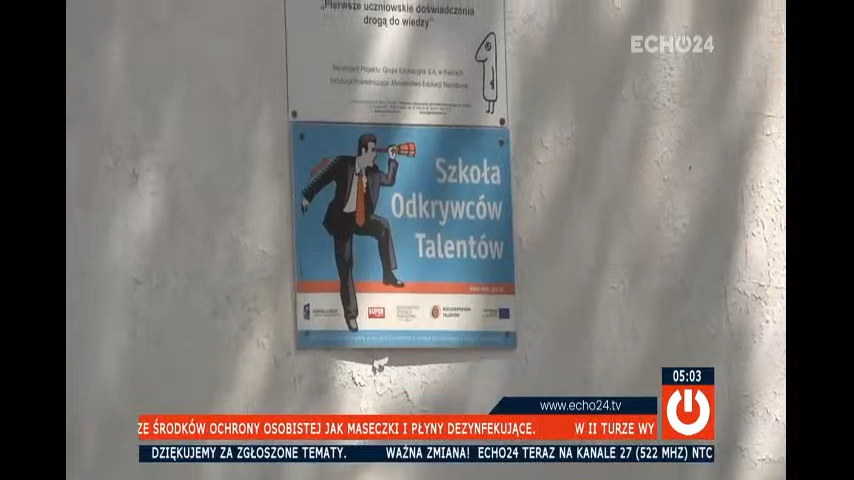 „Pierwsze uczniowskie doświadczenia
drogą do wiedzy”.
ECHO24
Szkoła
Odkrywców
Talentów
05:03
www.echo24.tv
ZE ŚRODKÓW OCHRONY OSOBISTEJ JAK MASECZKI I PŁYNY DEZYNFEKUJĄCE. W II TURZE WY
DZIĘKUJEMY ZA ZGŁOSZONE TEMATY. WAŻNA ZMIANA! ECHO24 TERAZ NA KANALE 27 (522 MHZ) NTC